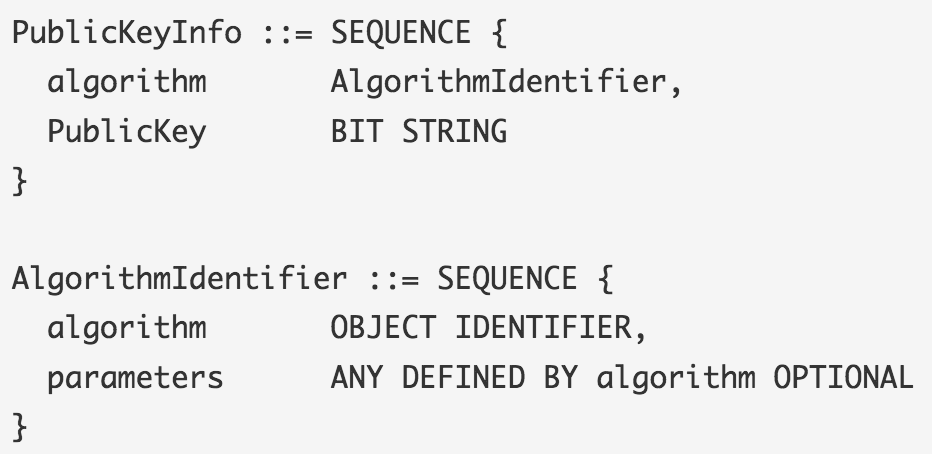 PublicKeyInfo ::= SEQUENCE {
  algorithm       AlgorithmIdentifier,
  PublicKey       BIT STRING
}

AlgorithmIdentifier ::= SEQUENCE {
  algorithm       OBJECT IDENTIFIER,
  parameters      ANY DEFINED BY algorithm OPTIONAL
}